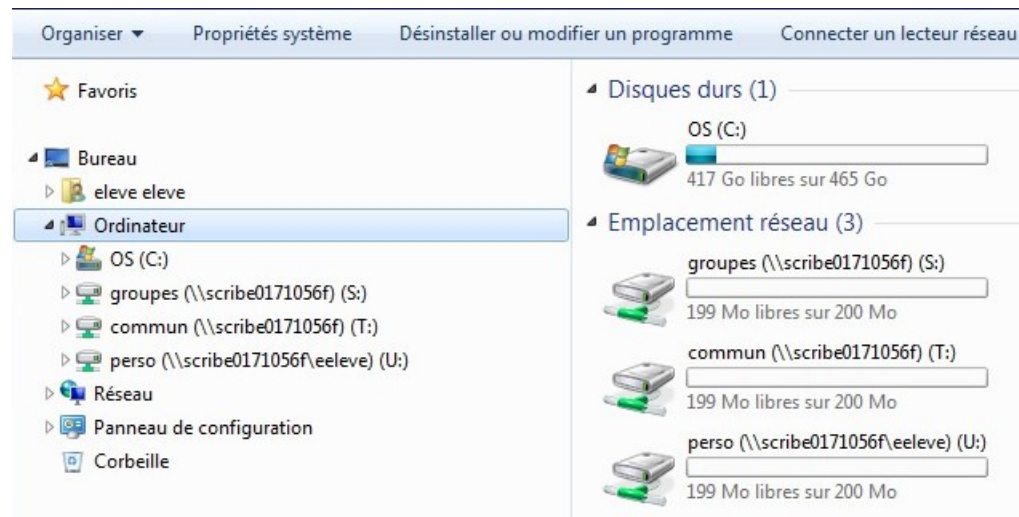 Organiser Propriétés système Désinstaller ou modifier un programme Connecter un lecteur réseau
Favoris
Bureau
eleve eleve
Ordinateur
OS (C:)
groupes (\\scribe0171056f) (S:)
commun (\\scribe0171056f) (T:)
perso (\\scribe0171056f\eeleve) (U:)
Réseau
Panneau de configuration
Corbeille
Disques durs (1)
OS (C:)
417 Go libres sur 465 Go
Emplacement réseau (3)
groupes (\\scribe0171056f) (S:)
199 Mo libres sur 200 Mo
commun (\\scribe0171056f) (T:)
199 Mo libres sur 200 Mo
perso (\\scribe0171056f\eeleve) (U:)
199 Mo libres sur 200 Mo